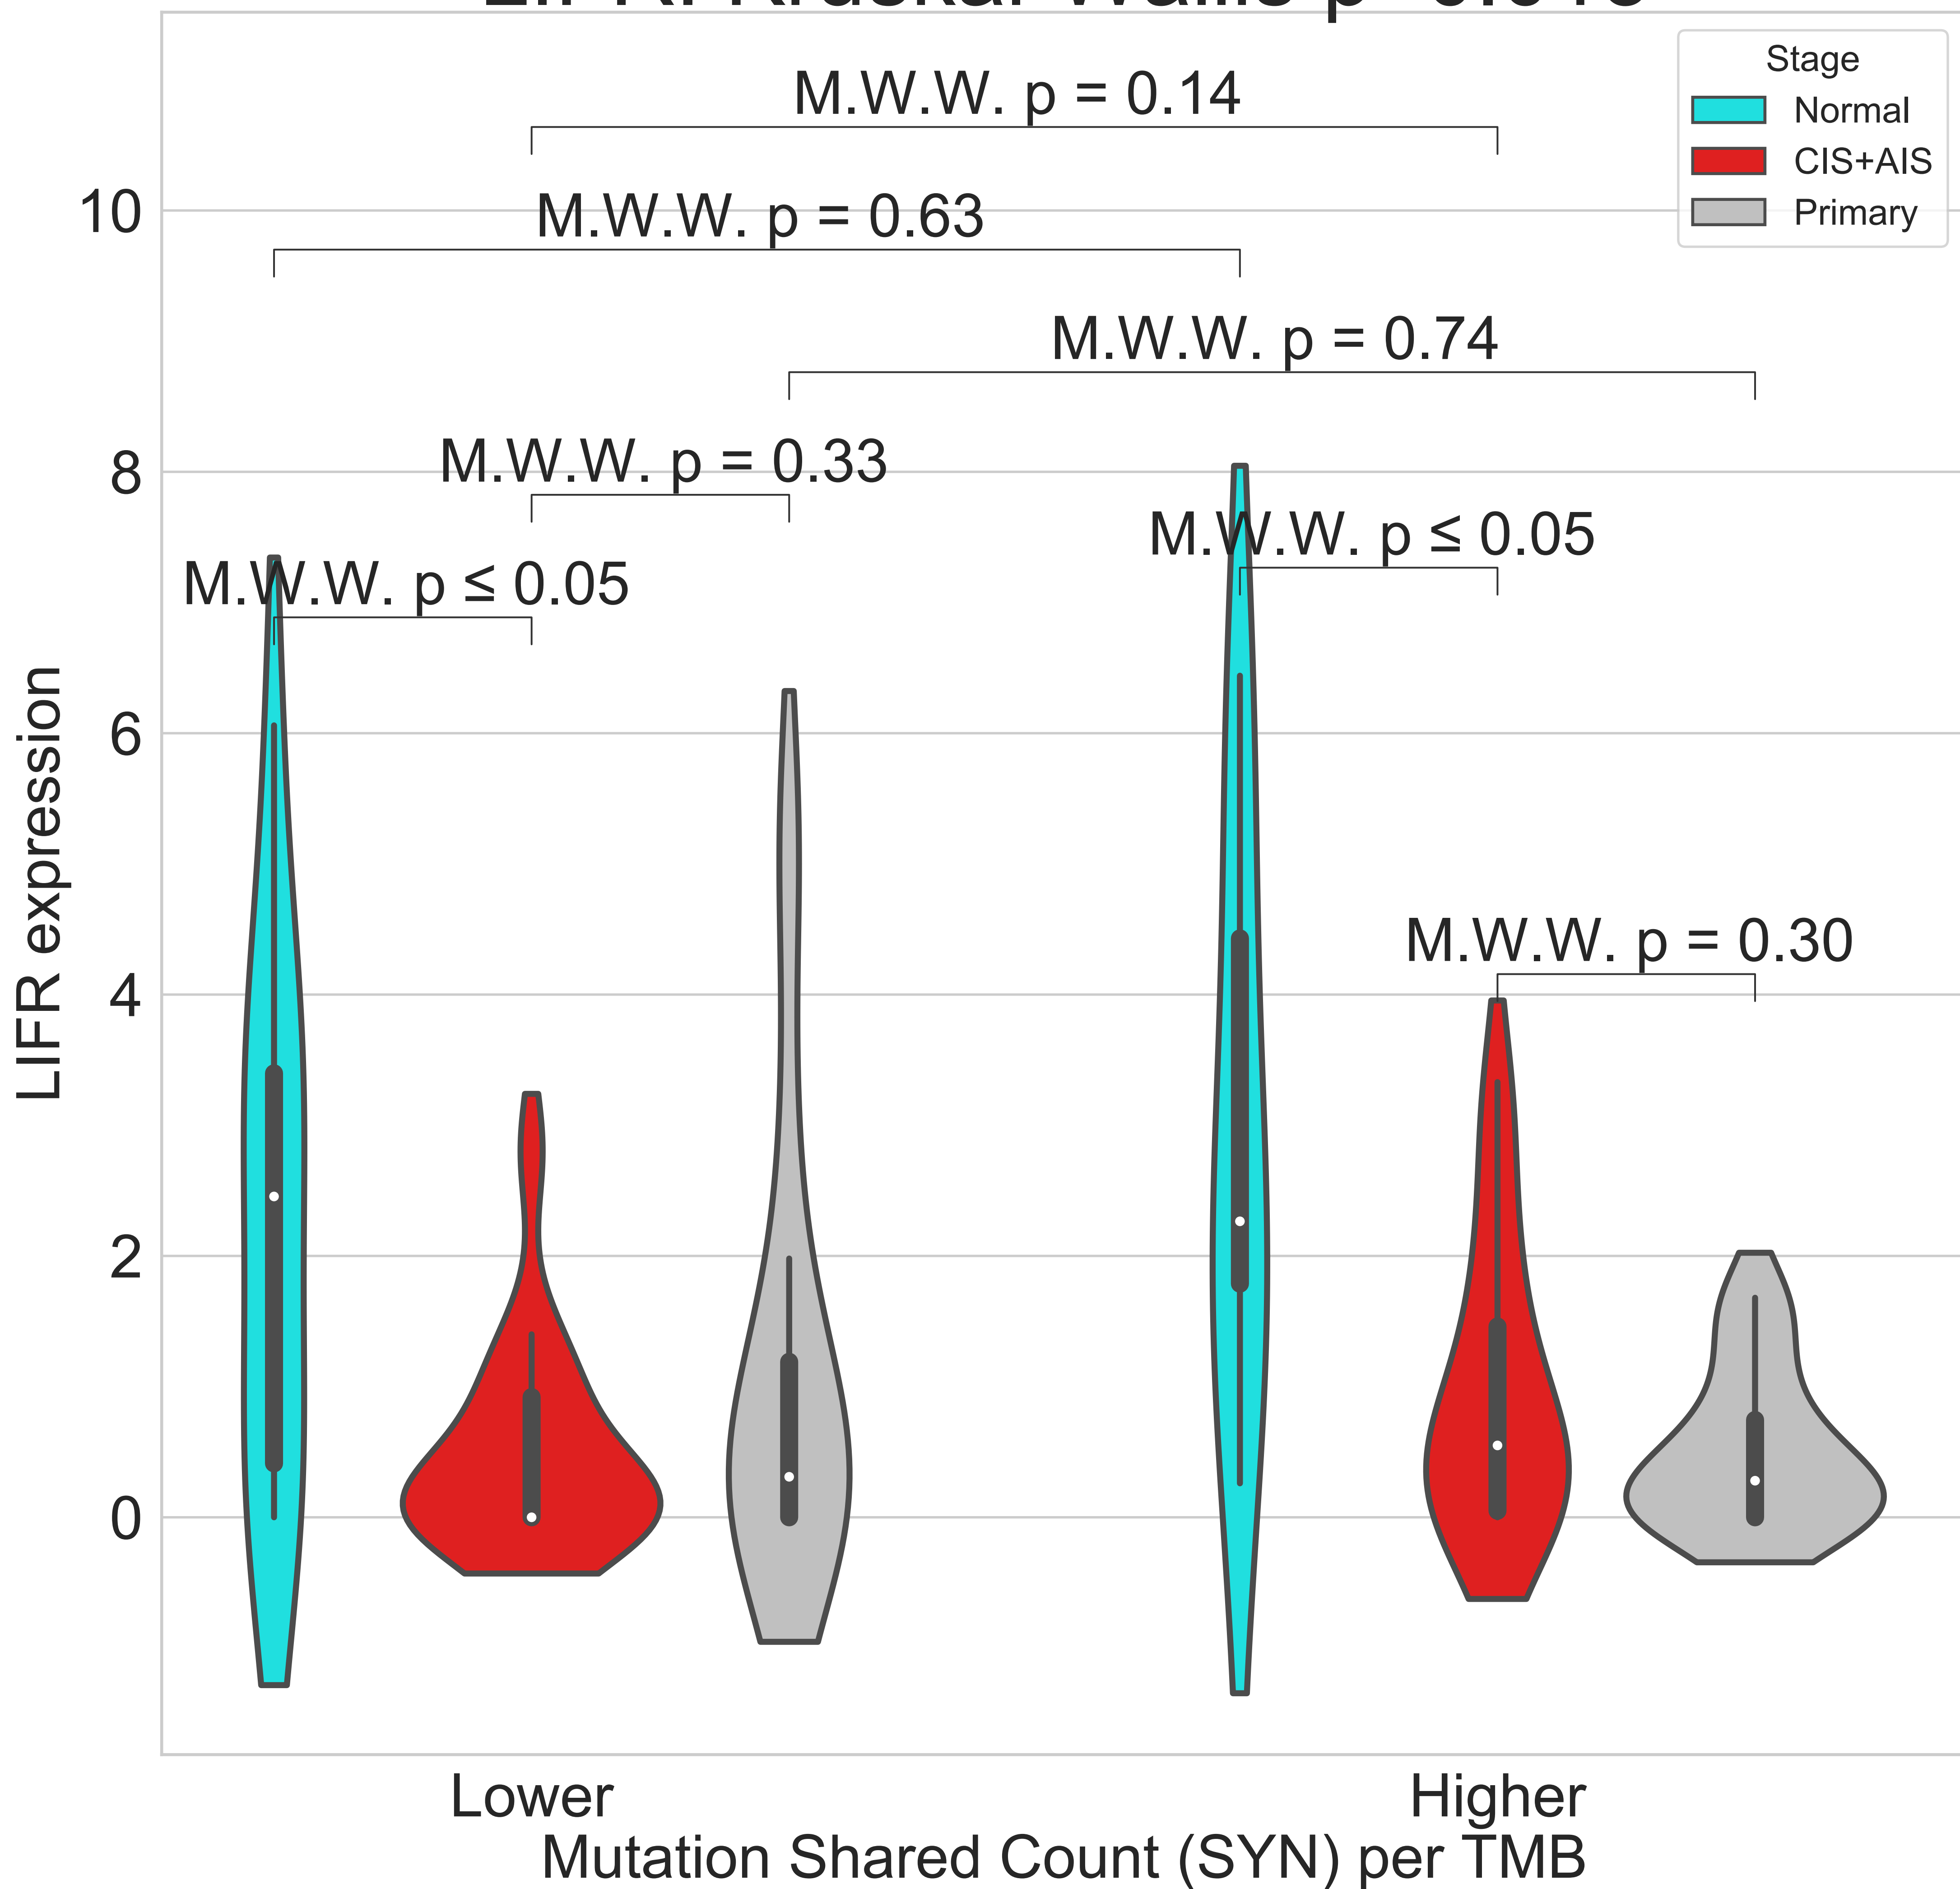 Stage
Normal
CIS+AIS
Primary
M.W.W. p = 0.14
M.W.W. p = 0.63
M.W.W. p = 0.74
M.W.W. p = 0.33
M.W.W. p ≤ 0.05
M.W.W. p ≤ 0.05
M.W.W. p = 0.30
10
8
6
4
2
0
LIFR expression
Lower
Higher
Mutation Shared Count (SYN) per TMB